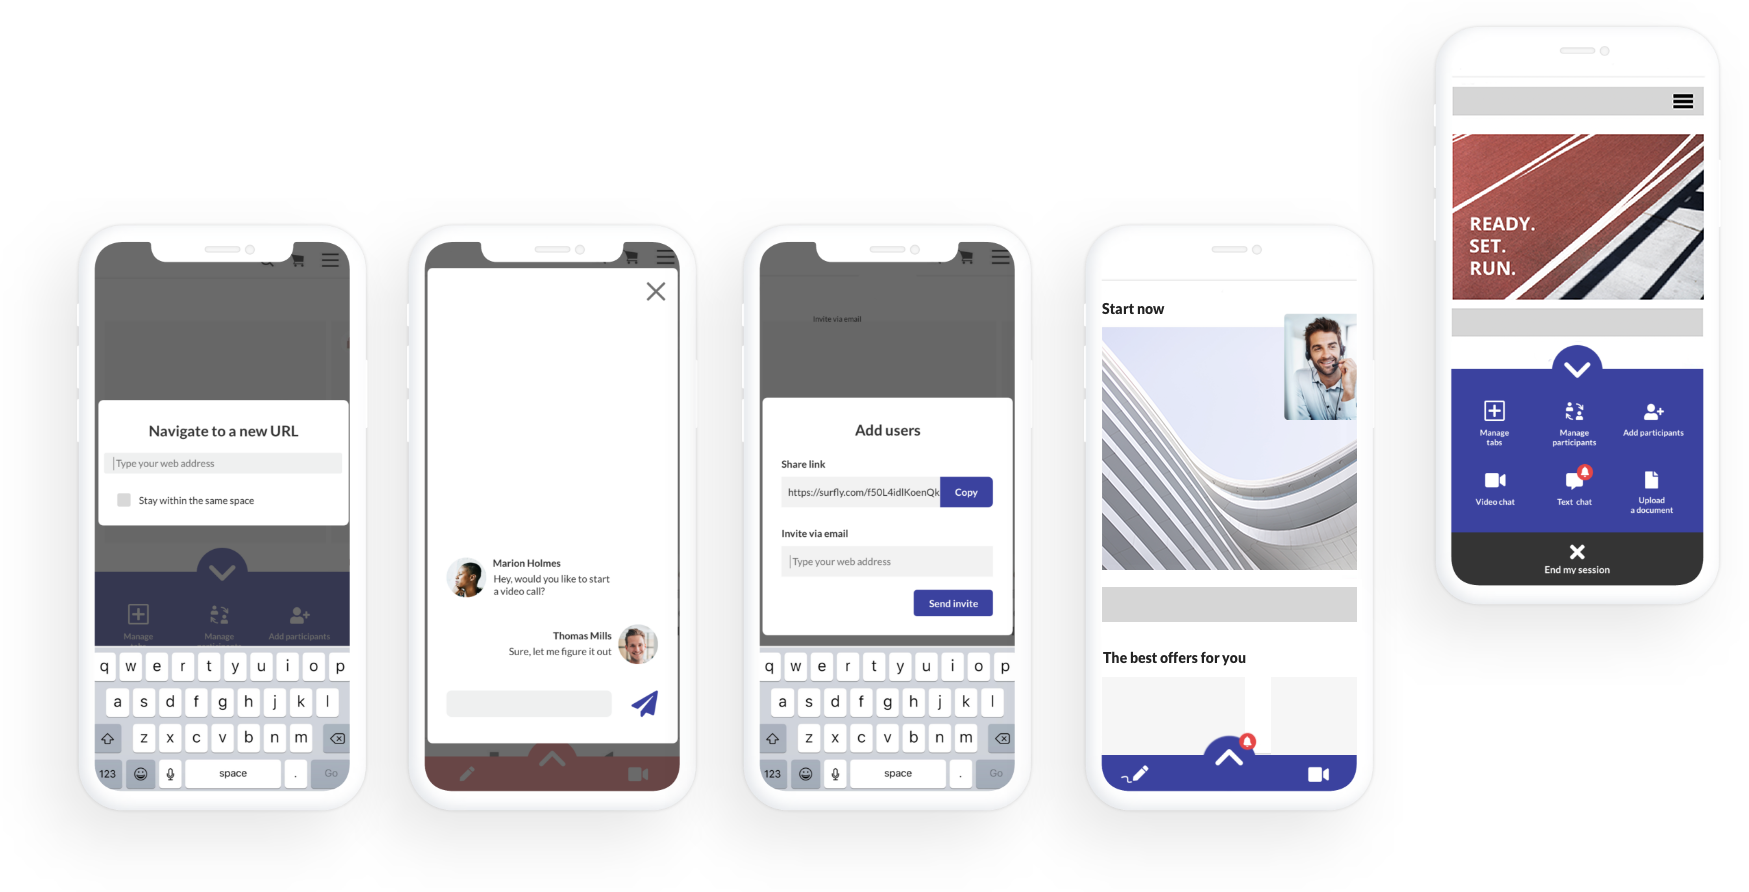 Navigate to a new URL
Type your web address
Stay within the same space
Manage
tabs
Manage
Add participants
q w e r t y u i o p
a s d f g h j k l
z x c v b n m
123
space
.
Go
Marion Holmes
Hey, would you like to start
a video call?
Thomas Mills
Sure, let me figure it out
Invite via email
Add users
Share link
https://surfly.com/f50L4idlKoenQk
Copy
Invite via email
Type your web address
Send invite
q w e r t y u i o p
a s d f g h j k l
z x c v b n m
123
space
.
Go
Start now
The best offers for you
READY.
SET.
RUN.
Manage
tabs
Manage
participants
Add participants
Video chat
Text chat
Upload
a document
End my session